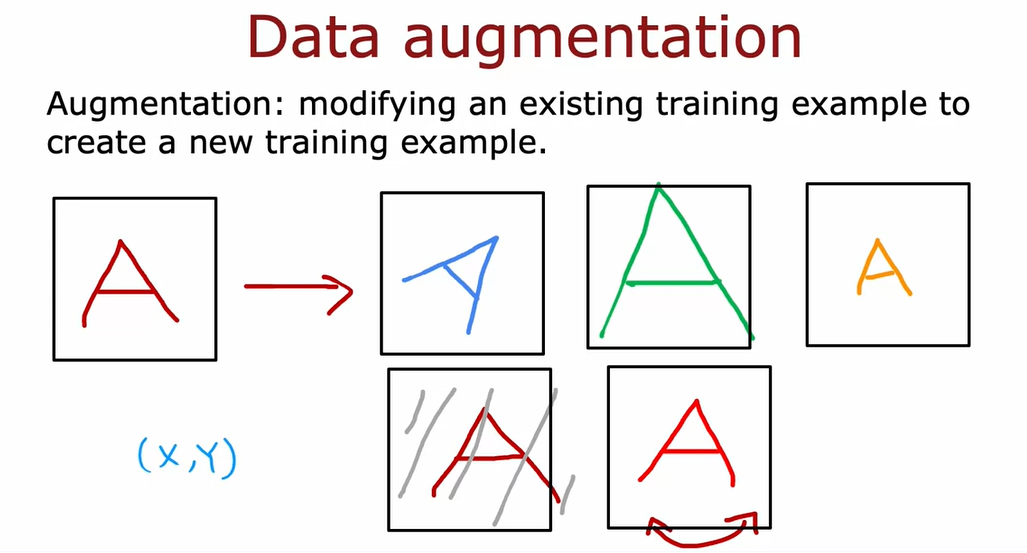 Data augmentation
Augmentation: modifying an existing training example to
create a new training example.
A A A A
(X,Y) A A